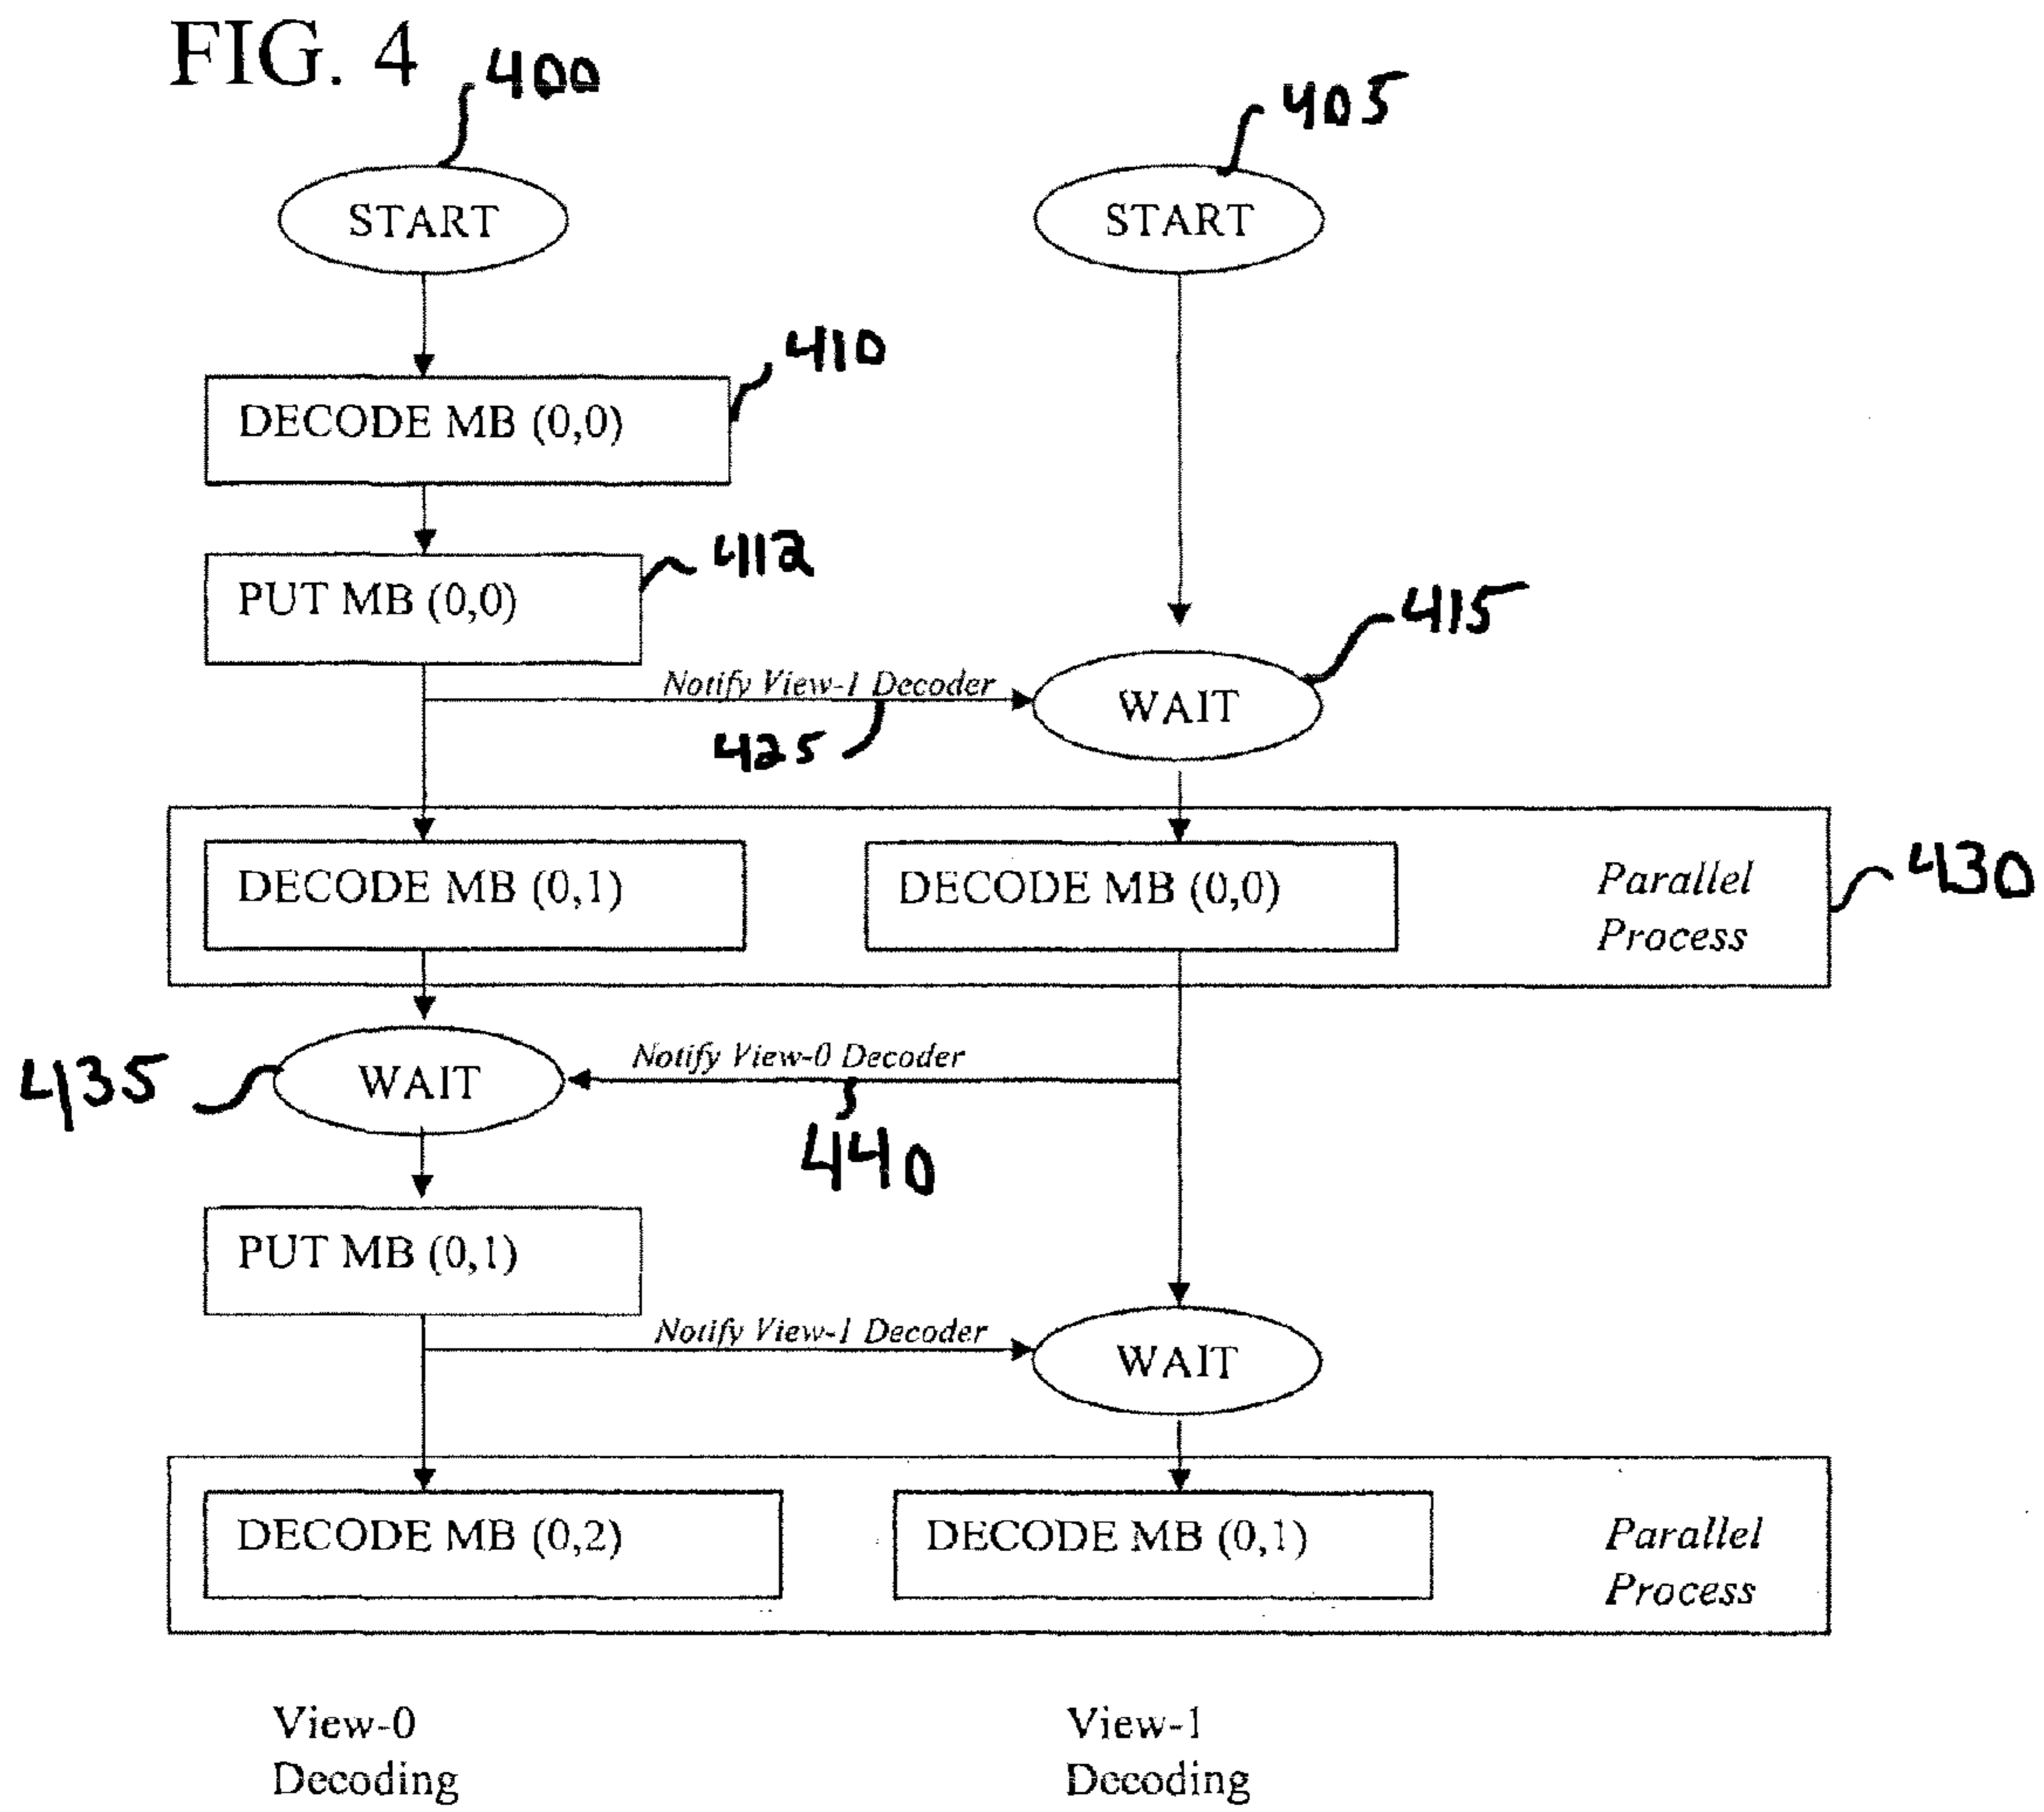 FIG. 4
400
405
START
START
410
DECODE MB (0,0)
412
PUT MB (0,0)
415
Notify View-1 Decoder
WAIT
425
DECODE MB (0,1)
DECODE MB (0,0)
Parallel
Process
430
435
WAIT
Notify View-0 Decoder
440
PUT MB (0,1)
Notify View-1 Decoder
WAIT
DECODE MB (0,2)
DECODE MB (0,1)
Parallel
Process
View-0
Decoding
View-1
Decoding